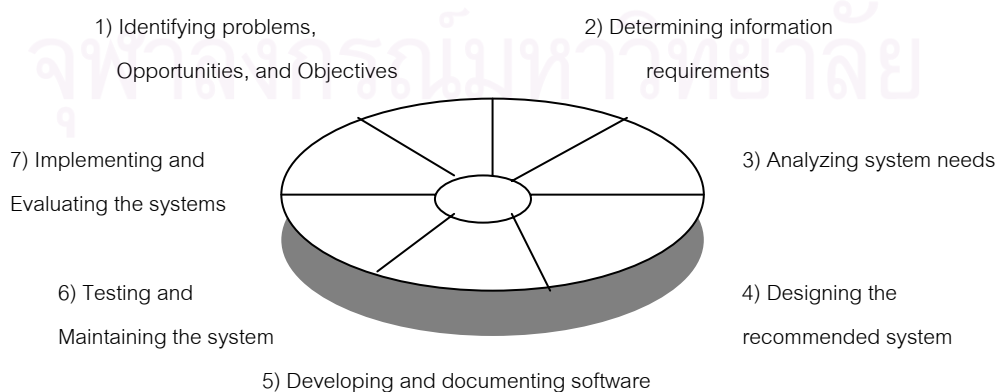 1) Identifying problems,
Opportunities, and Objectives
2) Determining information
requirements
จุฬาลงกรณ์มหาวิทยาลัย
3) Analyzing system needs
4) Designing the
recommended system
5) Developing and documenting software
6) Testing and
Maintaining the system
7) Implementing and
Evaluating the systems